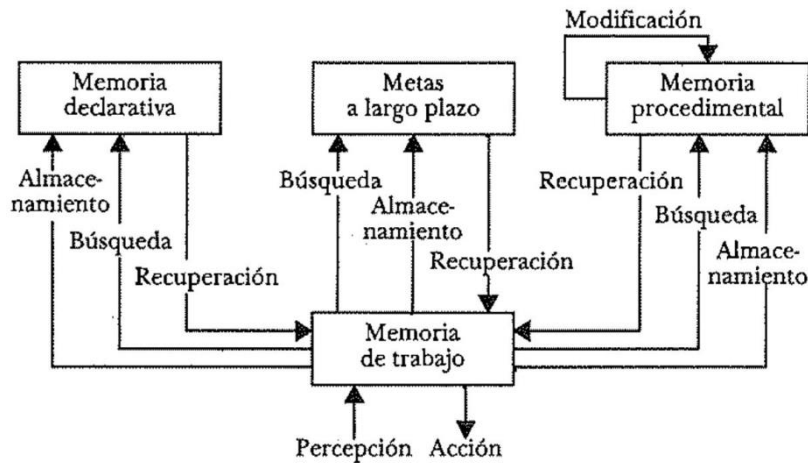 Modificación
Memoria
declarativa
Metas
a largo plazo
Memoria
procedimental
Almace-
namiento
Búsqueda
Recuperación
Búsqueda
Almace-
namiento
Recuperación
Recuperación
Búsqueda
Almace-
namiento
Memoria
de trabajo
Percepción
Acción